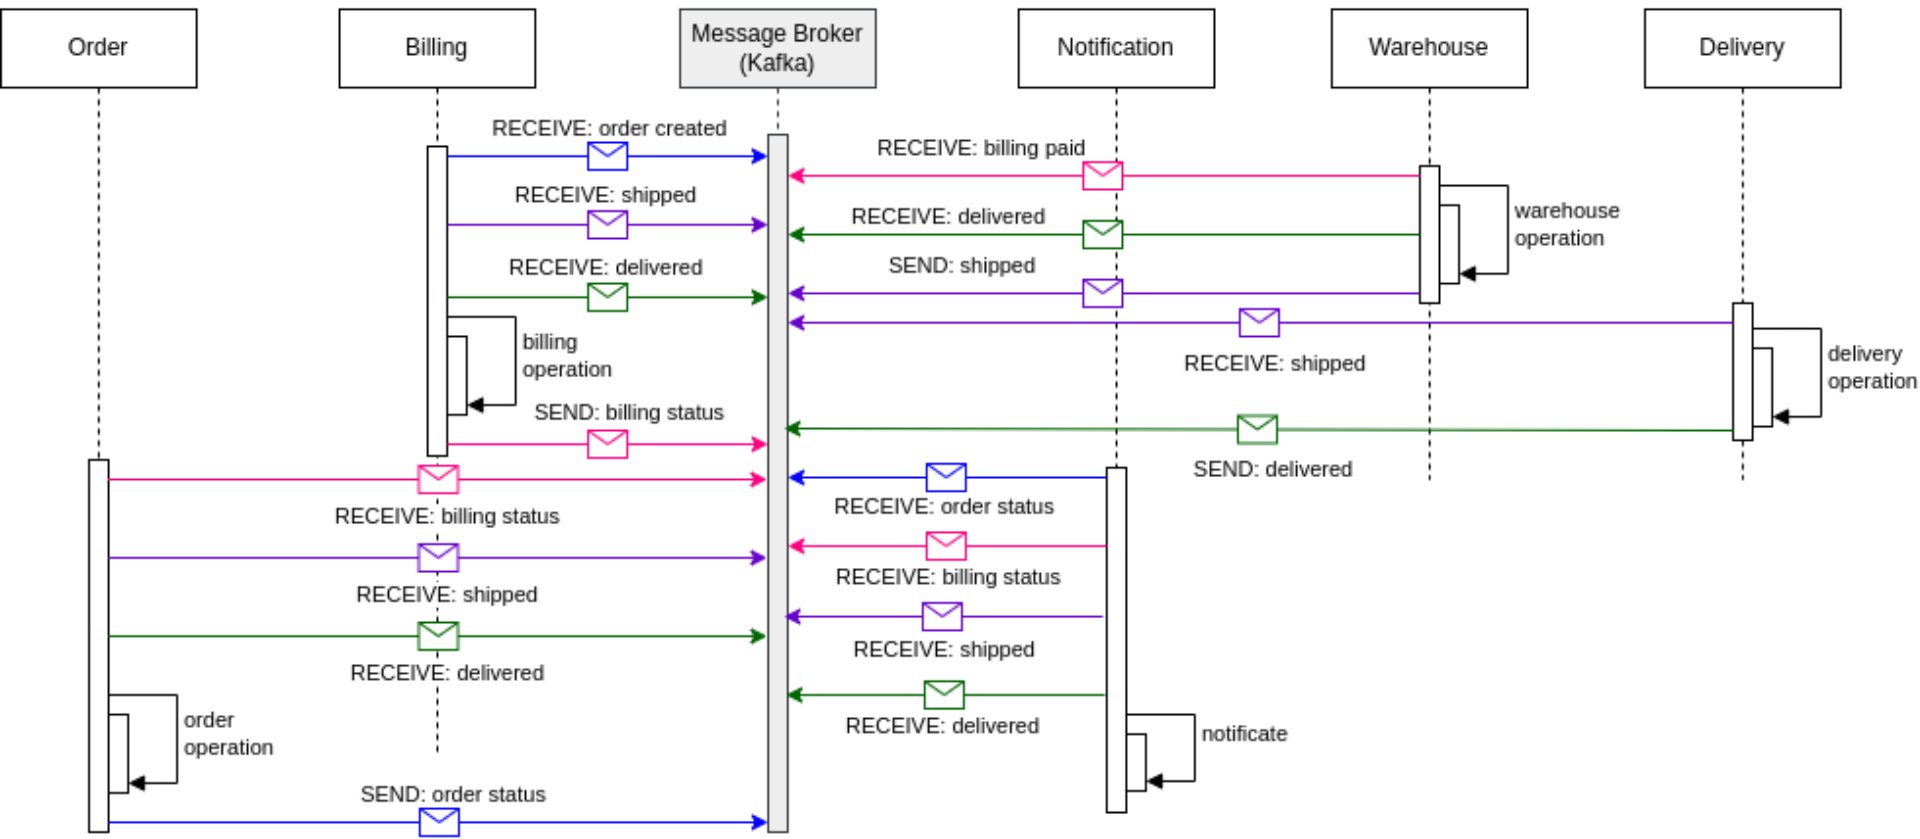 Order
Billing
Message Broker
(Kafka)
Notification
Warehouse
Delivery
RECEIVE: order created
RECEIVE: billing paid
RECEIVE: shipped
RECEIVE: delivered
warehouse
operation
RECEIVE: delivered
SEND: shipped
billing
operation
RECEIVE: shipped
delivery
operation
SEND: billing status
SEND: delivered
RECEIVE: billing status
RECEIVE: order status
RECEIVE: shipped
RECEIVE: billing status
RECEIVE: delivered
RECEIVE: shipped
order
operation
RECEIVE: delivered
notificate
SEND: order status